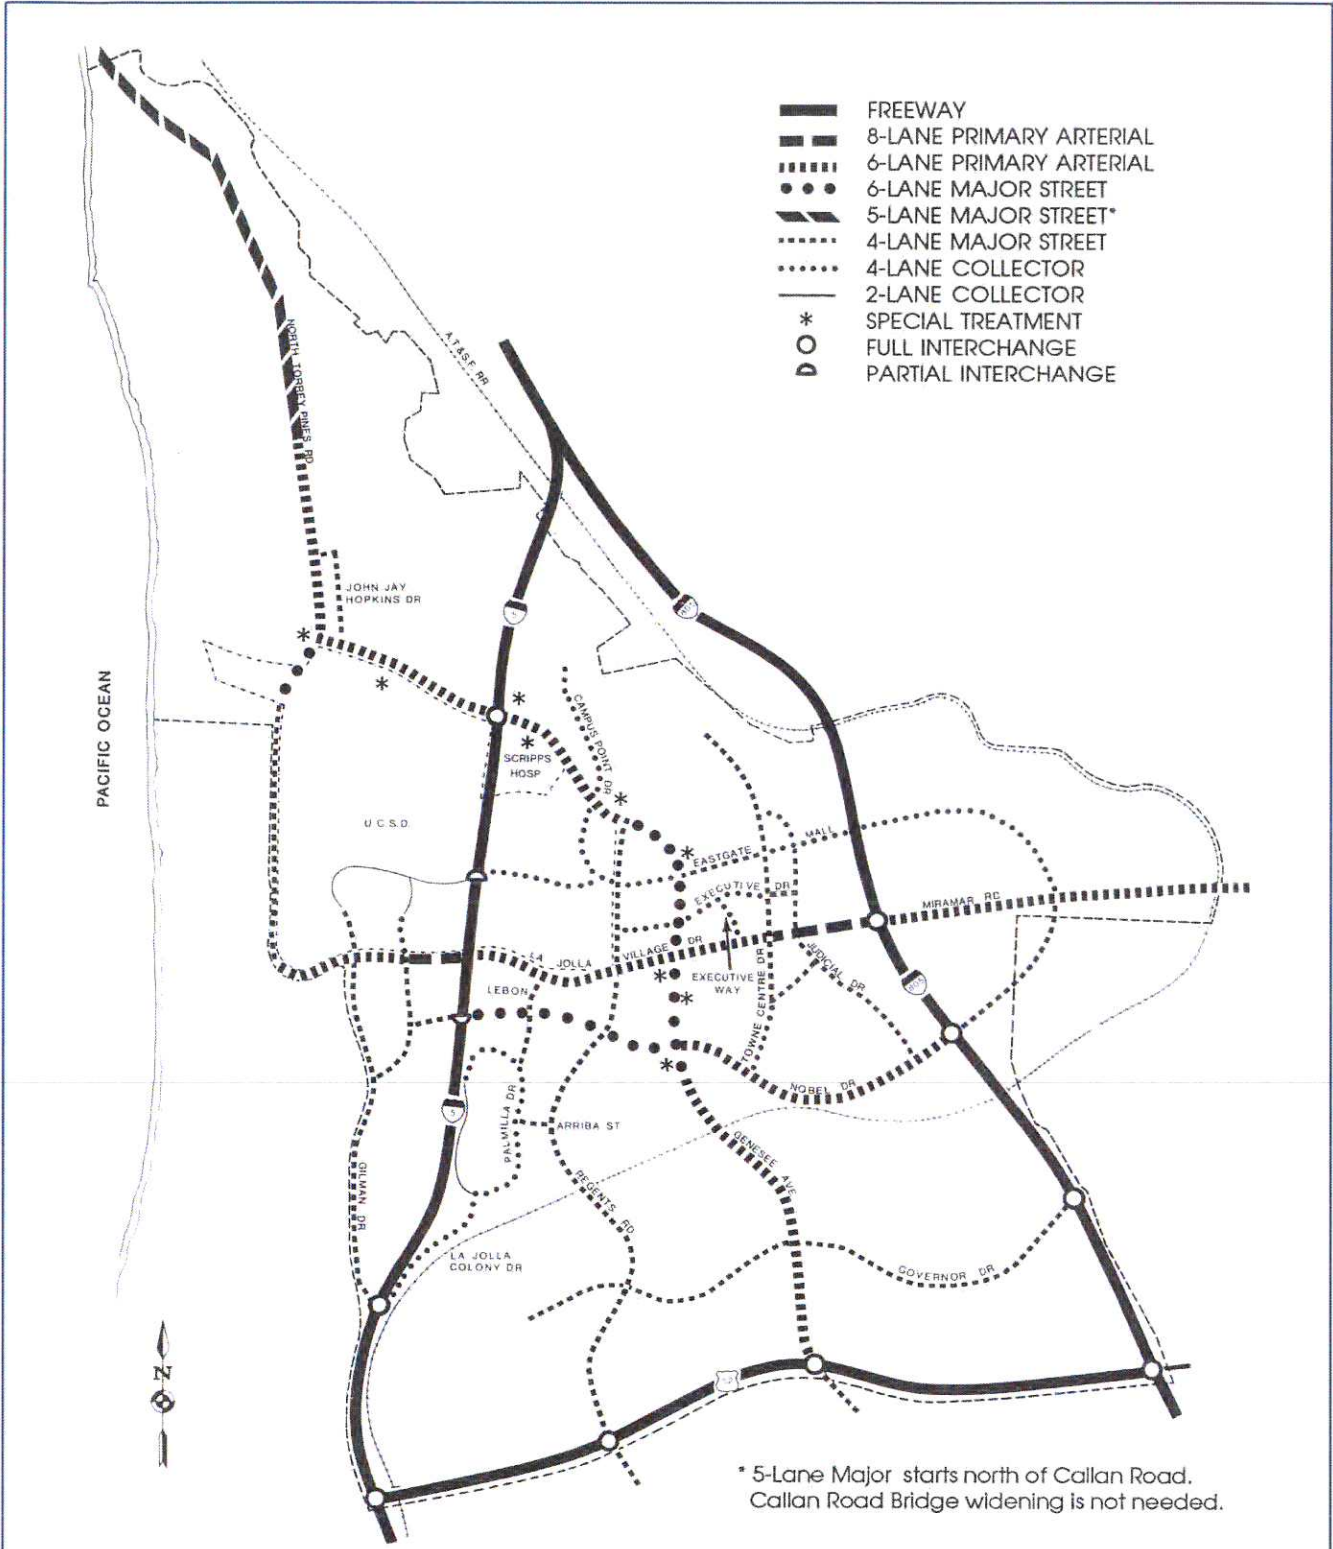 FREEWAY
8-LANE PRIMARY ARTERIAL
6-LANE PRIMARY ARTERIAL
6-LANE MAJOR STREET
5-LANE MAJOR STREET*
4-LANE MAJOR STREET
4-LANE COLLECTOR
2-LANE COLLECTOR
* SPECIAL TREATMENT
FULL INTERCHANGE
PARTIAL INTERCHANGE
A.T.&S.F. RR
NORTH TORREY PINES RD
JOHN JAY
HOPKINS DR
5
805
PACIFIC OCEAN
CAMPUS POINT DR
SCRIPPS
HOSP
U.C.S.D.
EASTGATE MALL
EXECUTIVE DR
MIRAMAR RD
LA JOLLA VILLAGE DR
EXECUTIVE
WAY
JUDICIAL DR
805
LEBON
TOWNE CENTRE DR
NOBEL DR
5
PALMILLA DR
ARRIBA ST
GENESEE AVE
GILMAN DR
REGENTS RD
LA JOLLA
COLONY DR
GOVERNOR DR
N
52
* 5-Lane Major starts north of Callan Road.
Callan Road Bridge widening is not needed.